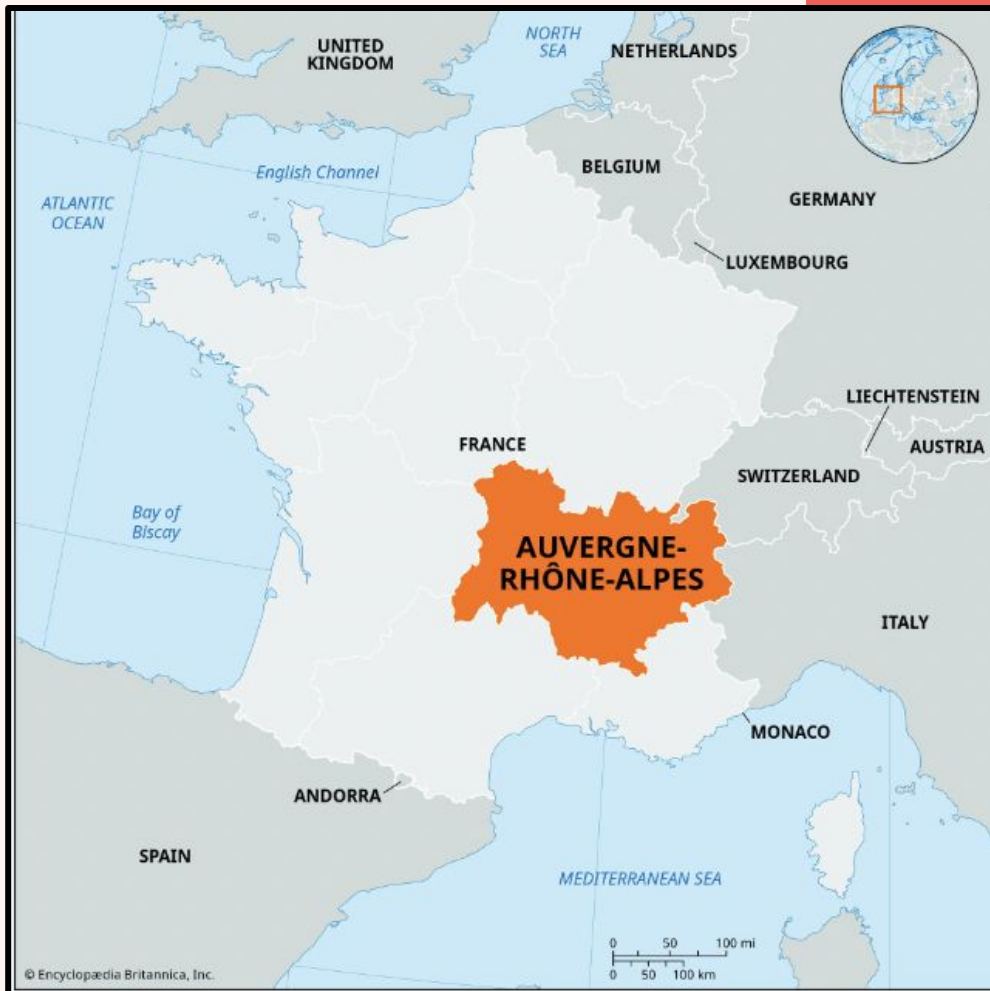 UNITED
KINGDOM
NORTH
SEA
NETHERLANDS
BELGIUM
English Channel
ATLANTIC
OCEAN
GERMANY
LUXEMBOURG
LIECHTENSTEIN
AUSTRIA
SWITZERLAND
FRANCE
Bay of
Biscay
AUVERGNE-
RHÔNE-ALPES
ITALY
MONACO
ANDORRA
SPAIN
MEDITERRANEAN SEA
0 50 100 mi
0 50 100 km
© Encyclopædia Britannica, Inc.